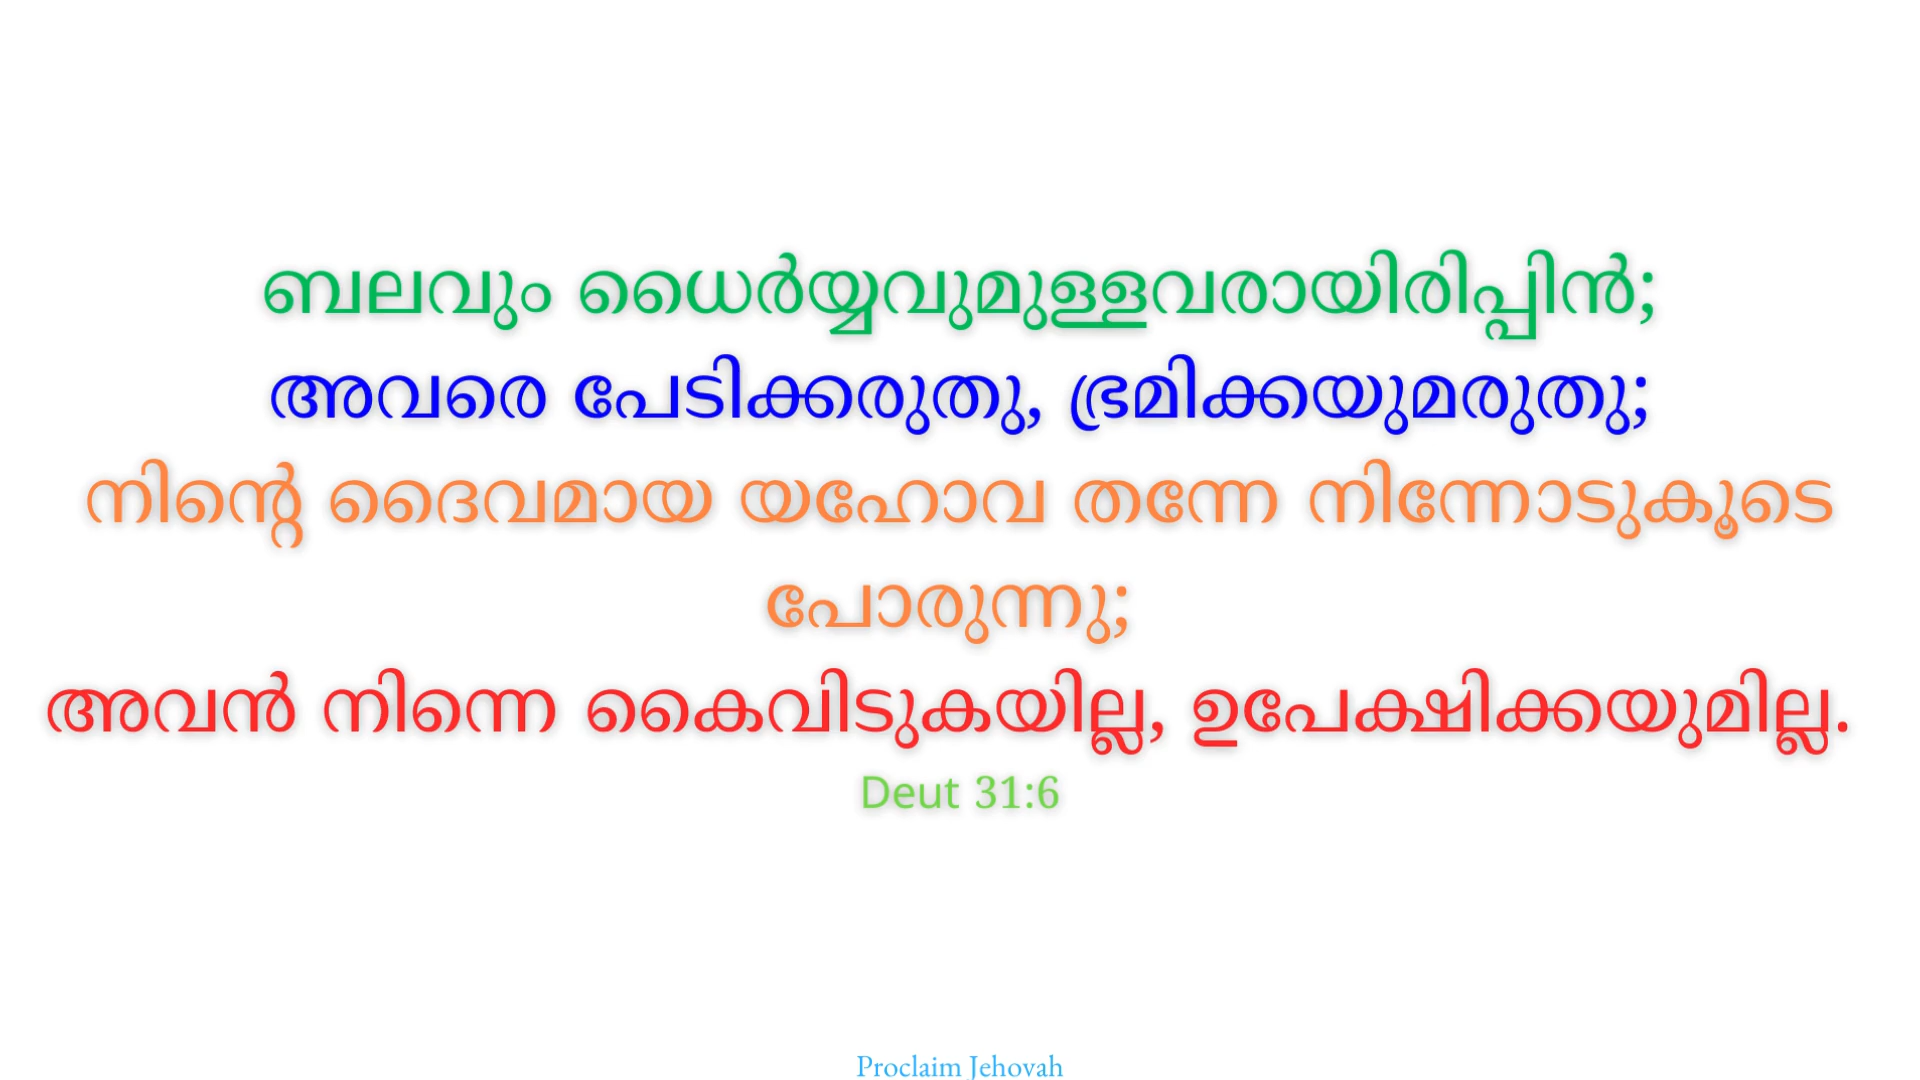 ബലവും ധൈർയ്യവുമുള്ളവരായിരിപ്പിൻ;
അവരെ പേടിക്കരുതു, ഭ്രമിക്കയുമരുതു;
നിന്റെ ദൈവമായ യഹോവ തന്നേ നിന്നോടുകൂടെ
പോരുന്നു;
അവൻ നിന്നെ കൈവിടുകയില്ല, ഉപേക്ഷിക്കയുമില്ല.
Deut 31:6
Proclaim Jehovah